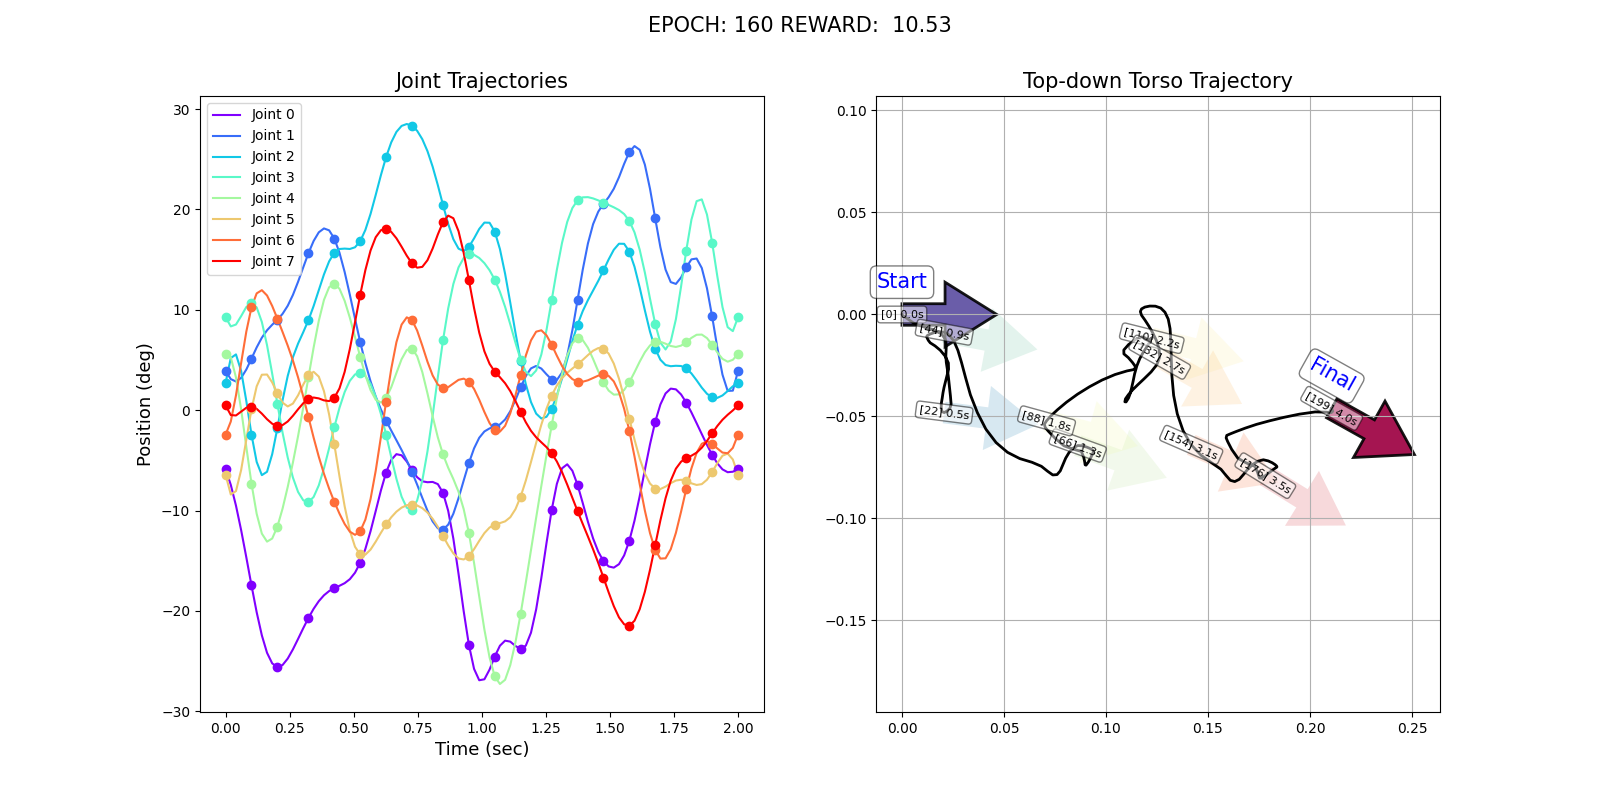 EPOCH: 160 REWARD:  10.53
Joint Trajectories
Joint 0
Joint 1
Joint 2
Joint 3
Joint 4
Joint 5
Joint 6
Joint 7
30
20
10
0
−10
−20
−30
Position (deg)
0.00 0.25 0.50 0.75 1.00 1.25 1.50 1.75 2.00
Time (sec)
Top-down Torso Trajectory
0.10
0.05
0.00
−0.05
−0.10
−0.15
Start
[0] 0.0s
[44] 0.9s
[22] 0.5s
[88] 1.8s
[66] 1.3s
[110] 2.2s
[132] 2.7s
[154] 3.1s
[176] 3.5s
Final
[199] 4.0s
0.00 0.05 0.10 0.15 0.20 0.25